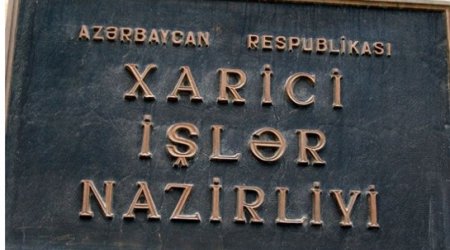 AZƏRBAYCAN RESPUBLİKASI
XARİCİ
İŞLƏR
NAZİRLİYİ